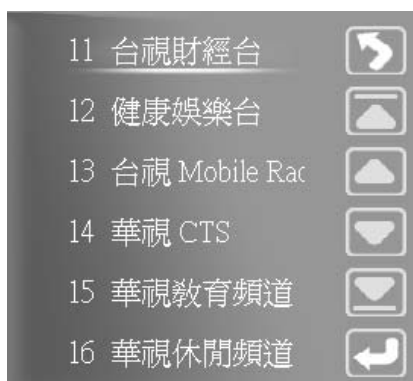 11 台視財經台
12 健康娛樂台
13 台視 Mobile Rac
14 華視 CTS
15 華視教育頻道
16 華視休閒頻道